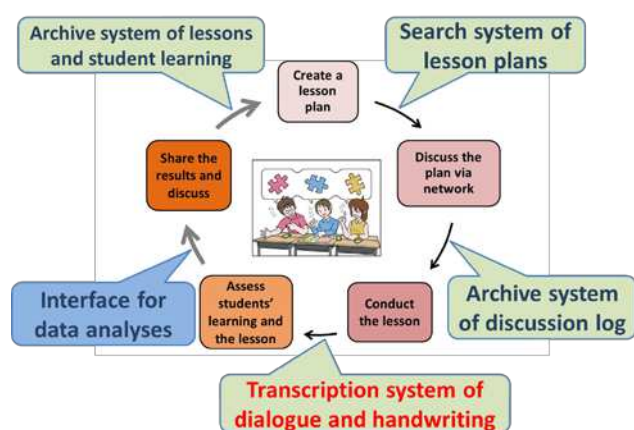 Archive system of lessons
and student learning
Search system of
lesson plans
Create a
lesson
plan
Share the
results and
discuss
Discuss the
plan via
network
Interface for
data analyses
Assess
students’
learning and
the lesson
Conduct
the lesson
Archive system
of discussion log
Transcription system of
dialogue and handwriting